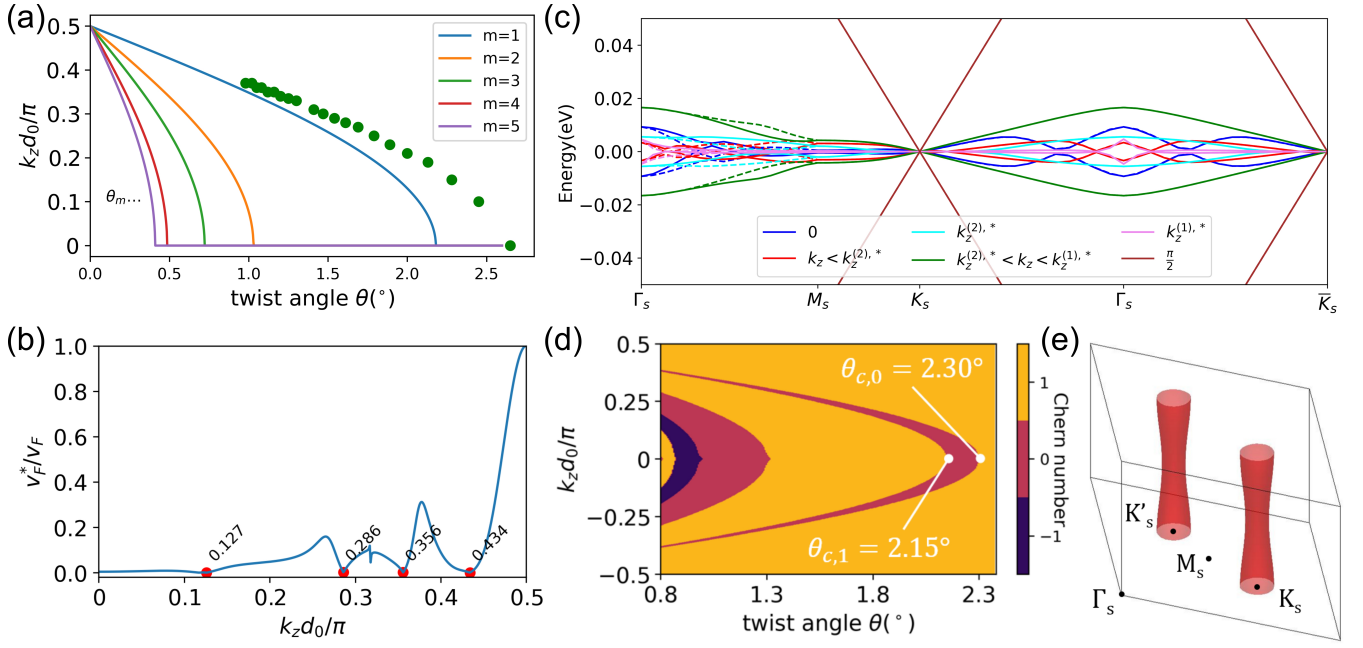 (a)
0.5
0.4
0.3
0.2
0.1
0
k_z d_0/π
θ_m...
m=1
m=2
m=3
m=4
m=5
0.0 0.5 1.0 1.5 2.0 2.5
twist angle θ(°)
(b)
1.0
0.8
0.6
0.4
0.2
0.0
v_F^*/v_F
0.127
0.286
0.356
0.434
0 0.1 0.2 0.3 0.4 0.5
k_z d_0/π
(c)
0.04
0.02
0.00
−0.02
−0.04
Energy(eV)
0
k_z < k_z^{(2),*}
k_z^{(2),*}
k_z^{(2),*} < k_z < k_z^{(1),*}
k_z^{(1),*}
π/2
Γ_s M_s K_s Γ_s K̅_s
(d)
0.5
0.25
0
−0.25
−0.5
k_z d_0/π
θ_{c,0} = 2.30°
θ_{c,1} = 2.15°
0.8 1.3 1.8 2.3
twist angle θ(°)
1
0
−1
Chern number
(e)
K'_s
M_s
Γ_s
K_s